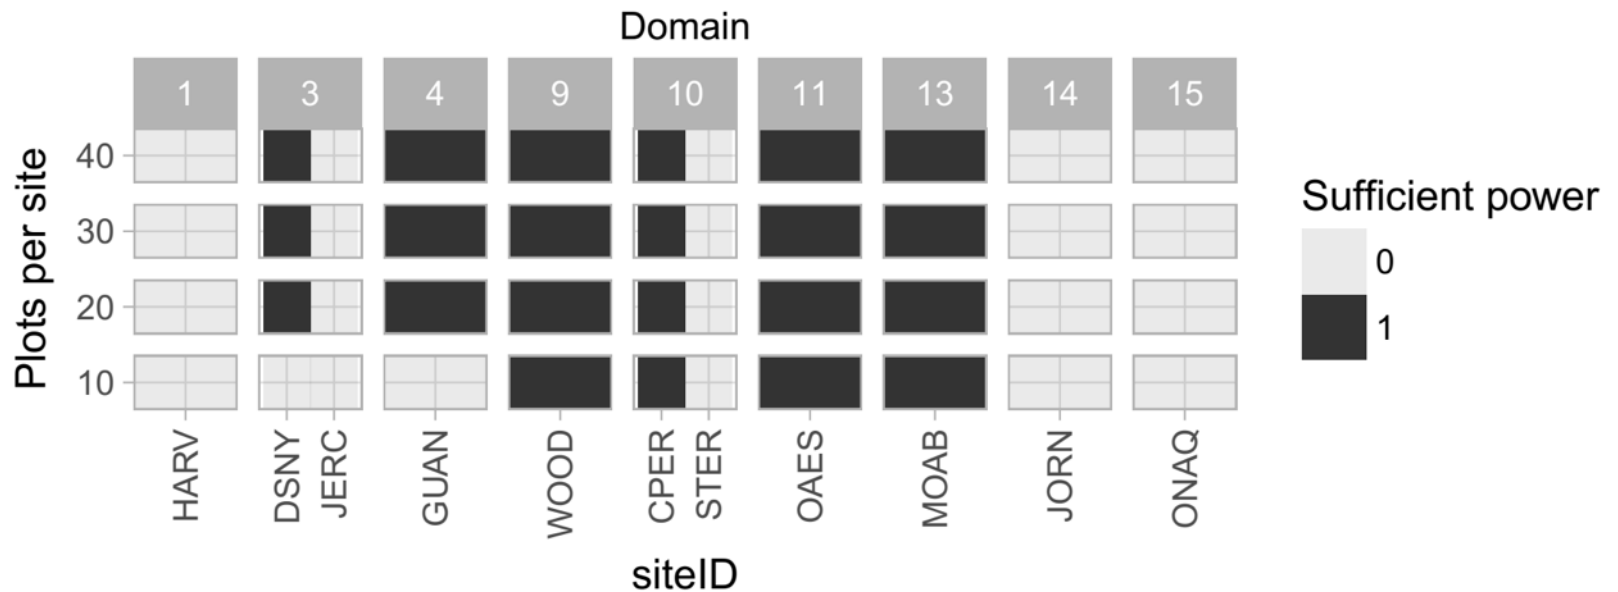 Domain
1 3 4 9 10 11 13 14 15
Plots per site
40
30
20
10
HARV DSNY JERC GUAN WOOD CPER STER OAES MOAB JORN ONAQ
siteID
Sufficient power
0
1